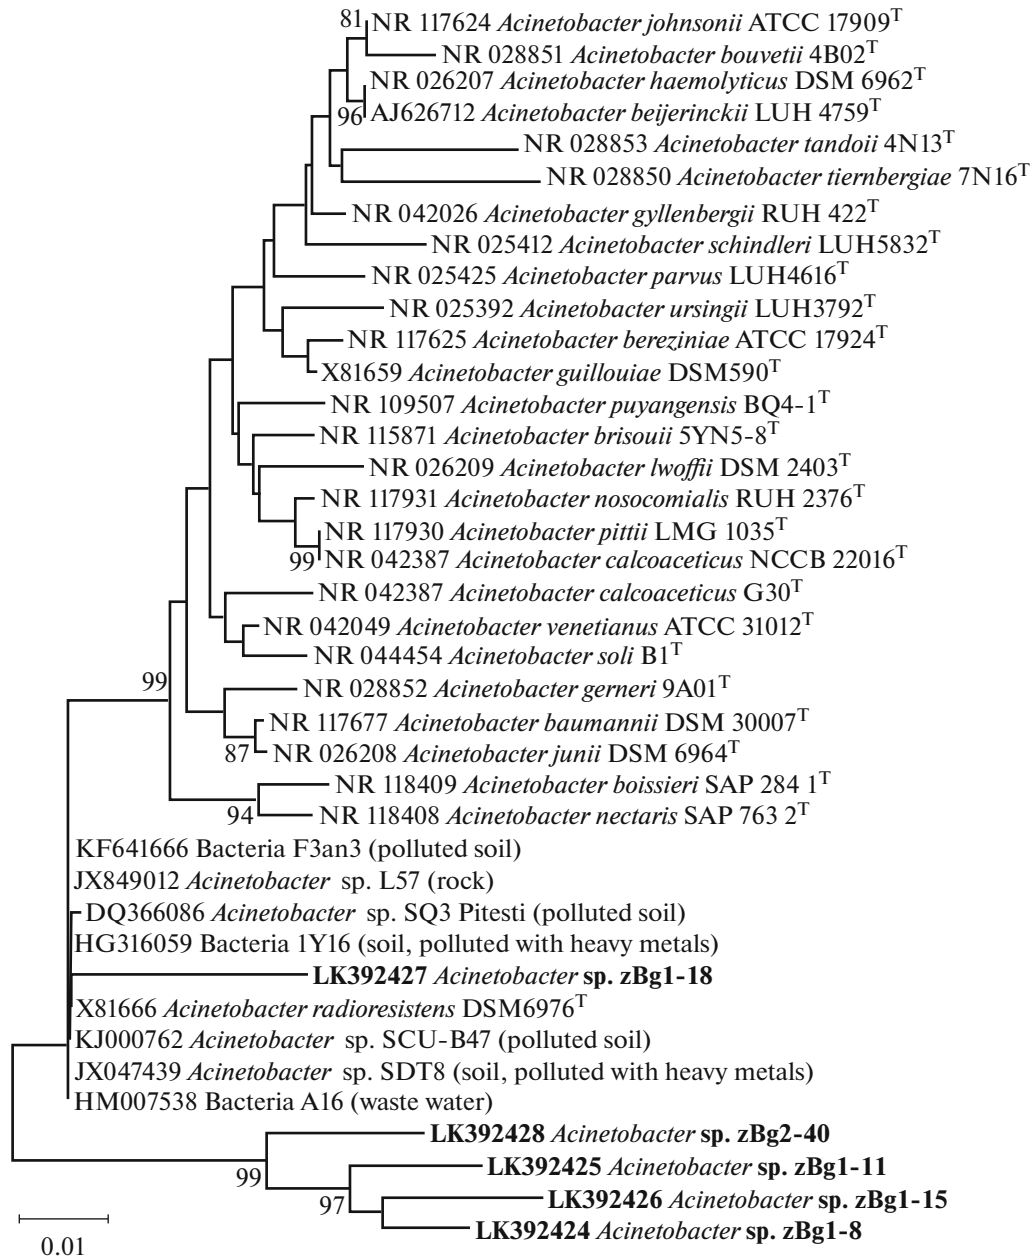 81
NR 117624 Acinetobacter johnsonii ATCC 17909T
NR 028851 Acinetobacter bouvetii 4B02T
NR 026207 Acinetobacter haemolyticus DSM 6962T
96
AJ626712 Acinetobacter beijerinckii LUH 4759T
NR 028853 Acinetobacter tandoii 4N13T
NR 028850 Acinetobacter tiernbergiae 7N16T
NR 042026 Acinetobacter gyllenbergii RUH 422T
NR 025412 Acinetobacter schindleri LUH5832T
NR 025425 Acinetobacter parvus LUH4616T
NR 025392 Acinetobacter ursingii LUH3792T
NR 117625 Acinetobacter bereziniae ATCC 17924T
X81659 Acinetobacter guillouiae DSM590T
NR 109507 Acinetobacter puyangensis BQ4-1T
NR 115871 Acinetobacter brisouii 5YN5-8T
NR 026209 Acinetobacter lwoffii DSM 2403T
NR 117931 Acinetobacter nosocomialis RUH 2376T
NR 117930 Acinetobacter pittii LMG 1035T
99
NR 042387 Acinetobacter calcoaceticus NCCB 22016T
NR 042387 Acinetobacter calcoaceticus G30T
NR 042049 Acinetobacter venetianus ATCC 31012T
NR 044454 Acinetobacter soli B1T
99
NR 028852 Acinetobacter gerneri 9A01T
NR 117677 Acinetobacter baumannii DSM 30007T
87
NR 026208 Acinetobacter junii DSM 6964T
NR 118409 Acinetobacter boissieri SAP 284 1T
94
NR 118408 Acinetobacter nectaris SAP 763 2T
KF641666 Bacteria F3an3 (polluted soil)
JX849012 Acinetobacter sp. L57 (rock)
DQ366086 Acinetobacter sp. SQ3 Pitesti (polluted soil)
HG316059 Bacteria 1Y16 (soil, polluted with heavy metals)
LK392427 Acinetobacter sp. zBg1-18
X81666 Acinetobacter radioresistens DSM6976T
KJ000762 Acinetobacter sp. SCU-B47 (polluted soil)
JX047439 Acinetobacter sp. SDT8 (soil, polluted with heavy metals)
HM007538 Bacteria A16 (waste water)
LK392428 Acinetobacter sp. zBg2-40
99
LK392425 Acinetobacter sp. zBg1-11
97
LK392426 Acinetobacter sp. zBg1-15
LK392424 Acinetobacter sp. zBg1-8
0.01